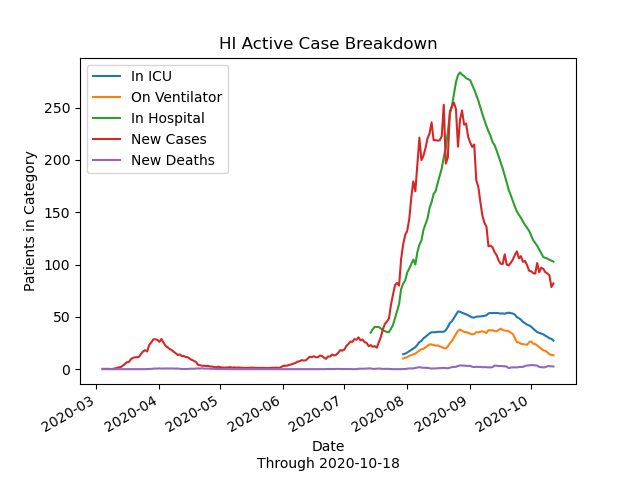 HI Active Case Breakdown
In ICU
On Ventilator
In Hospital
New Cases
New Deaths
Patients in Category
250
200
150
100
50
0
2020-03
2020-04
2020-05
2020-06
2020-07
2020-08
2020-09
2020-10
Date
Through 2020-10-18